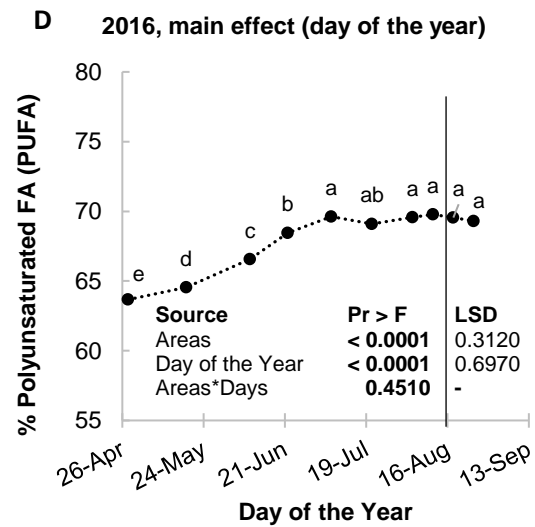 D 2016, main effect (day of the year)
% Polyunsaturated FA (PUFA)
80
75
70
65
60
55
e d c b a ab a a a a
Source Pr > F LSD
Areas < 0.0001 0.3120
Day of the Year < 0.0001 0.6970
Areas*Days 0.4510 -
26-Apr 24-May 21-Jun 19-Jul 16-Aug 13-Sep
Day of the Year